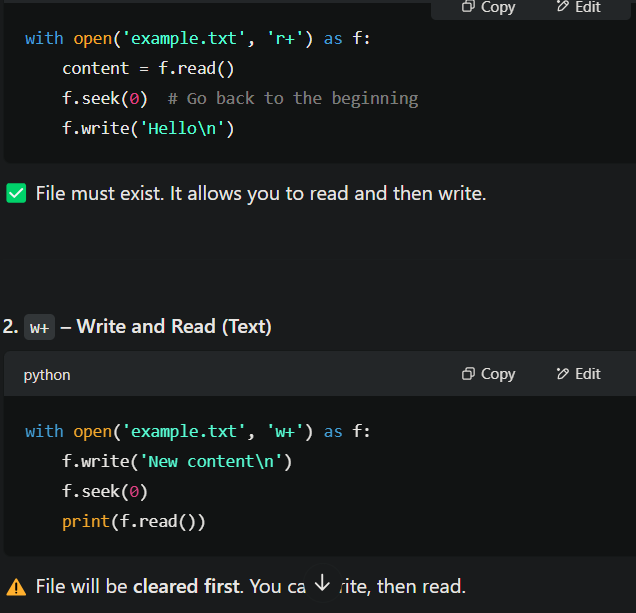 Copy Edit
with open('example.txt', 'r+') as f:
    content = f.read()
    f.seek(0)  # Go back to the beginning
    f.write('Hello\n')
File must exist. It allows you to read and then write.
2. w+ – Write and Read (Text)
python Copy Edit
with open('example.txt', 'w+') as f:
    f.write('New content\n')
    f.seek(0)
    print(f.read())
File will be cleared first. You ca ite, then read.